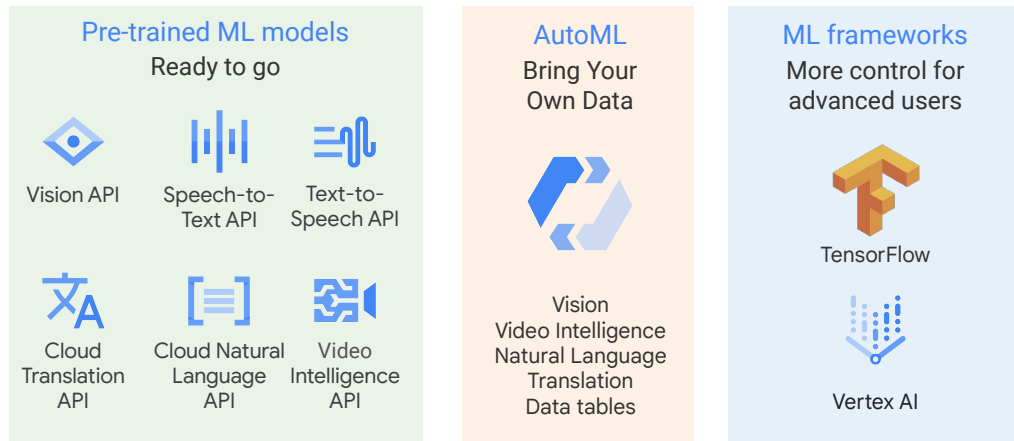 Pre-trained ML models
Ready to go
Vision API
Speech-to-
Text API
Text-to-
Speech API
Cloud
Translation
API
Cloud Natural
Language
API
Video
Intelligence
API
AutoML
Bring Your
Own Data
Vision
Video Intelligence
Natural Language
Translation
Data tables
ML frameworks
More control for
advanced users
TensorFlow
Vertex AI